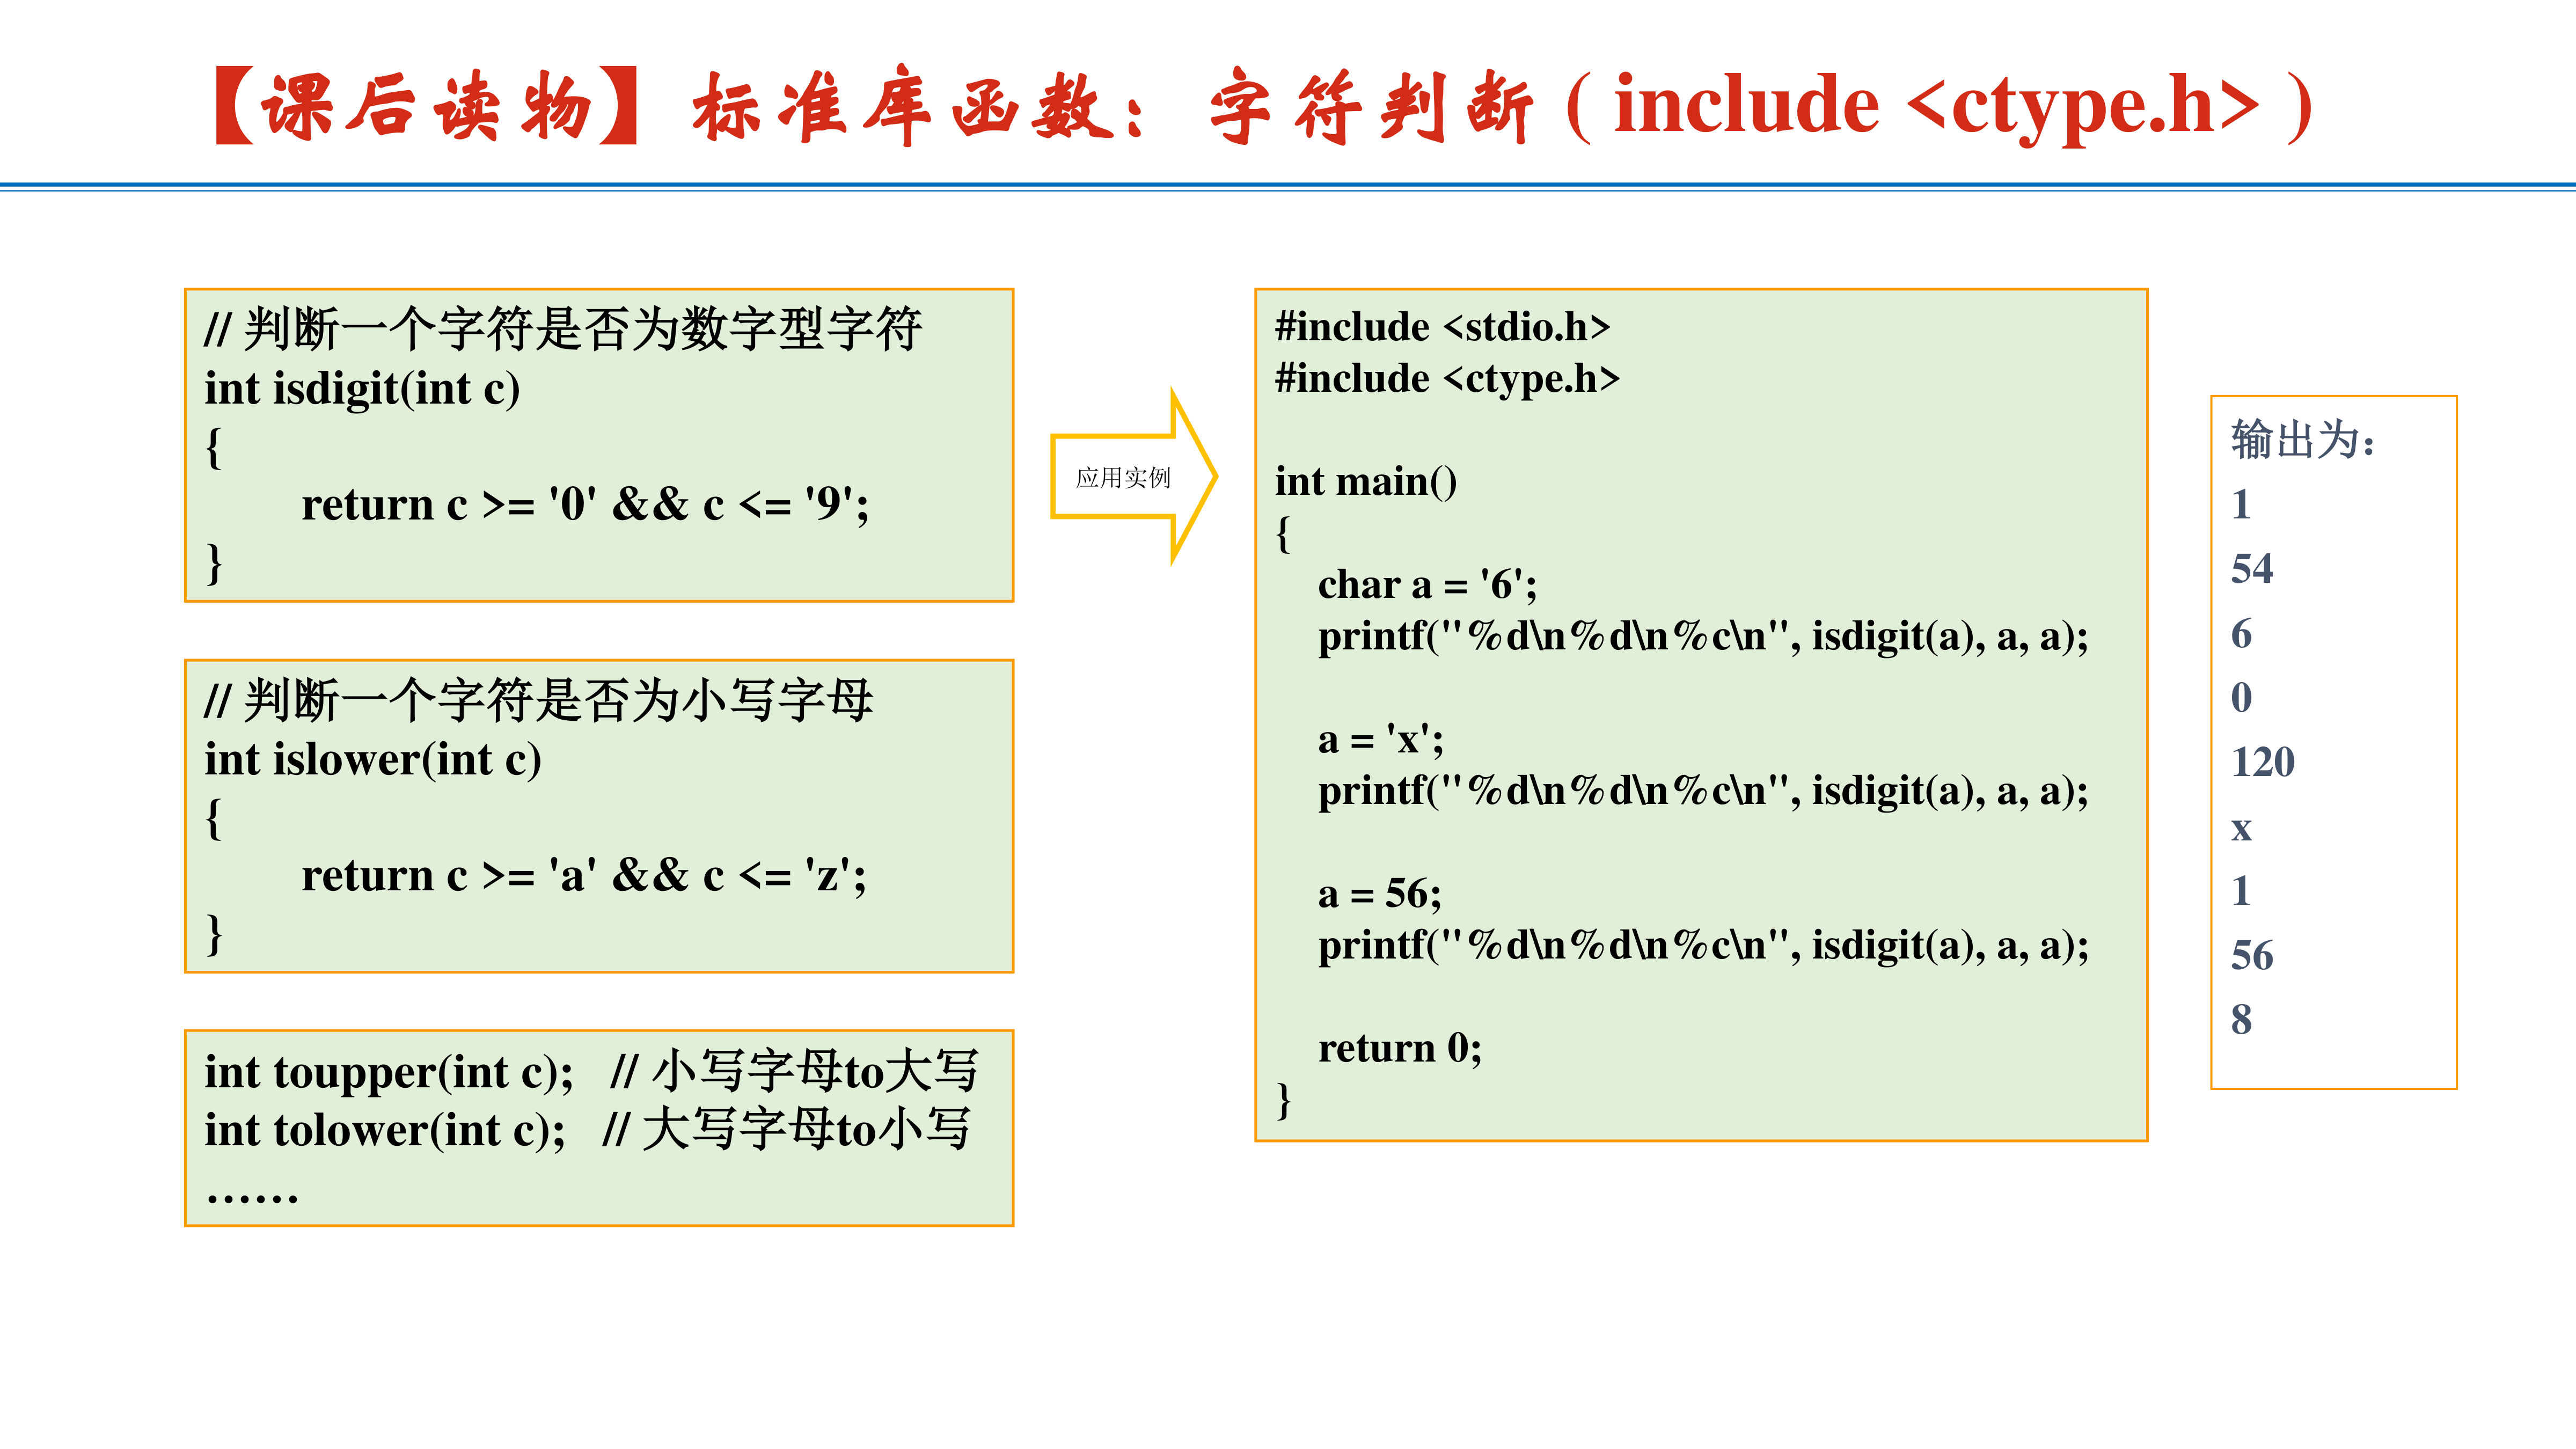 【课后读物】标准库函数：字符判断 ( include <ctype.h> )
// 判断一个字符是否为数字型字符
int isdigit(int c)
{
return c >= '0' && c <= '9';
}
// 判断一个字符是否为小写字母
int islower(int c)
{
return c >= 'a' && c <= 'z';
}
int toupper(int c);   // 小写字母to大写
int tolower(int c);   // 大写字母to小写
……
应用实例
#include <stdio.h>
#include <ctype.h>
int main()
{
char a = '6';
printf("%d\n%d\n%c\n", isdigit(a), a, a);
a = 'x';
printf("%d\n%d\n%c\n", isdigit(a), a, a);
a = 56;
printf("%d\n%d\n%c\n", isdigit(a), a, a);
return 0;
}
输出为：
1
54
6
0
120
x
1
56
8